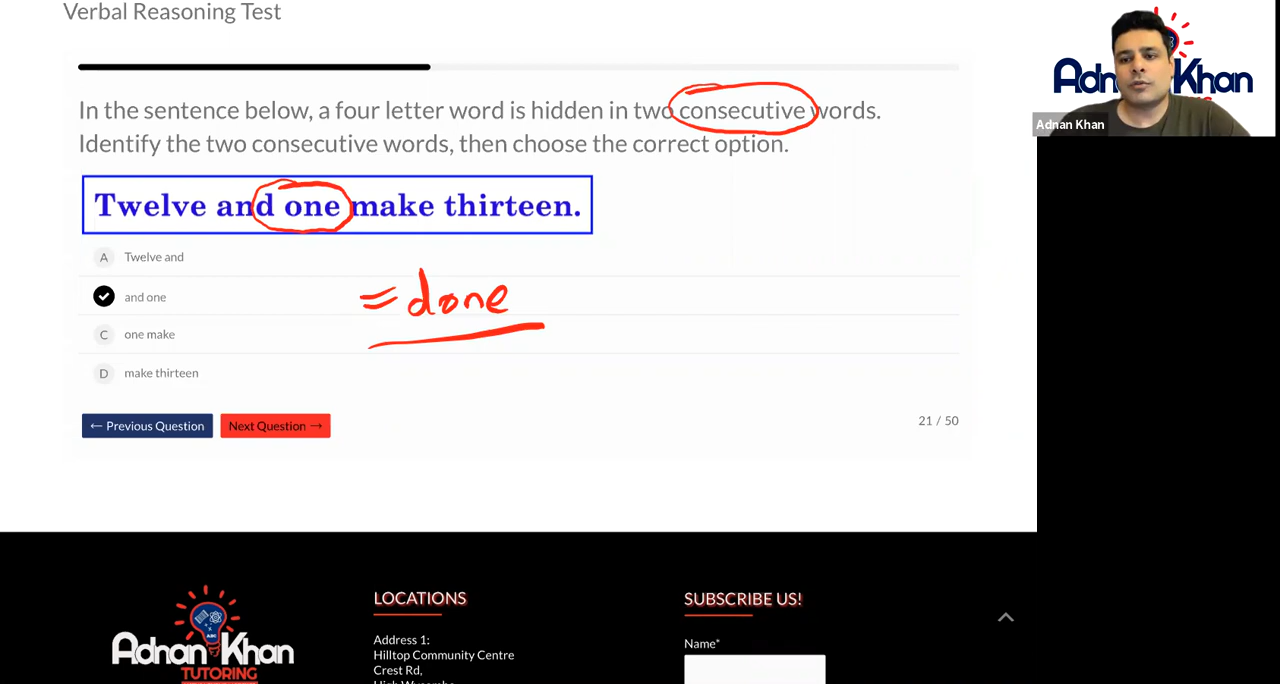 Verbal Reasoning Test
Adnan Khan
Adnan Khan
In the sentence below, a four letter word is hidden in two consecutive words.
Identify the two consecutive words, then choose the correct option.
Twelve and one make thirteen.
A Twelve and
and one
= done
C one make
D make thirteen
← Previous Question
Next Question →
21 / 50
Adnan Khan
TUTORING
ABC
LOCATIONS
Address 1:
Hilltop Community Centre
Crest Rd,
High Wycombe
SUBSCRIBE US!
Name*